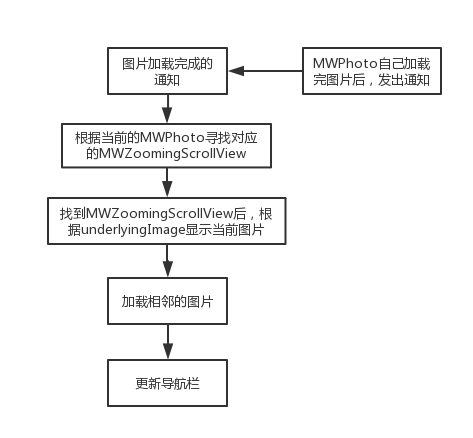 图片加载完成的
通知
MWPhoto自己加载
完图片后，发出通知
根据当前的MWPhoto寻找对应
的MWZoomingScrollView
找到MWZoomingScrollView后，根
据underlyingImage显示当前图片
加载相邻的图片
更新导航栏